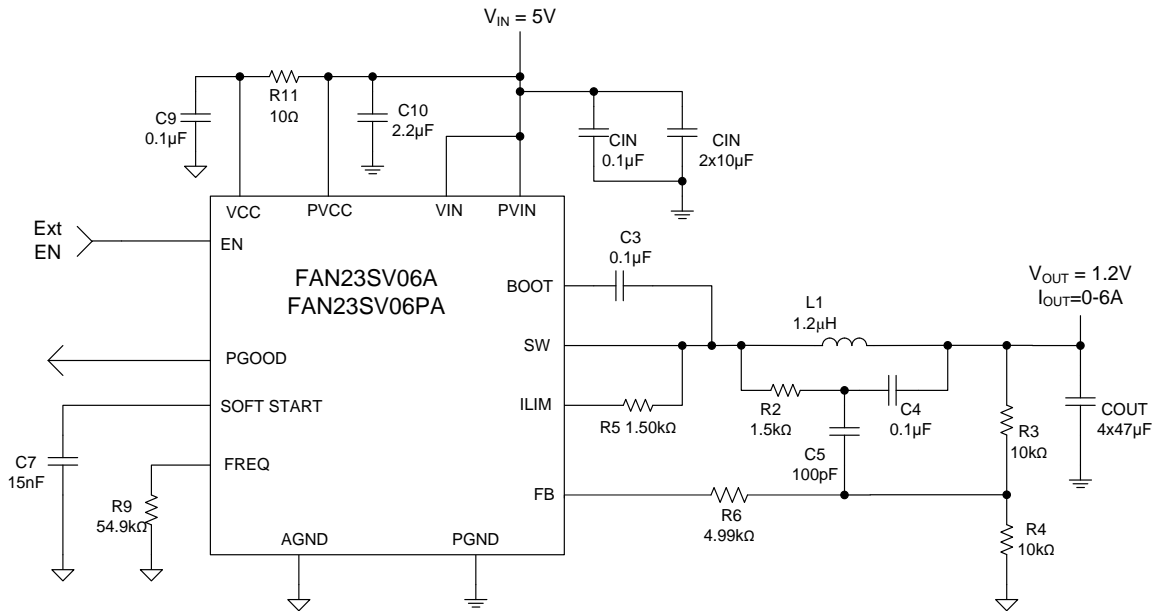 V_IN = 5V
R11
10Ω
C9
0.1µF
C10
2.2µF
CIN
0.1µF
CIN
2x10µF
VCC
PVCC
VIN
PVIN
Ext
EN
EN
FAN23SV06A
FAN23SV06PA
C3
0.1µF
BOOT
V_OUT = 1.2V
I_OUT=0-6A
L1
1.2µH
SW
PGOOD
SOFT START
ILIM
R5 1.50kΩ
R2
1.5kΩ
C4
0.1µF
COUT
4x47µF
R3
10kΩ
C7
15nF
FREQ
C5
100pF
R9
54.9kΩ
FB
R6
4.99kΩ
R4
10kΩ
AGND
PGND